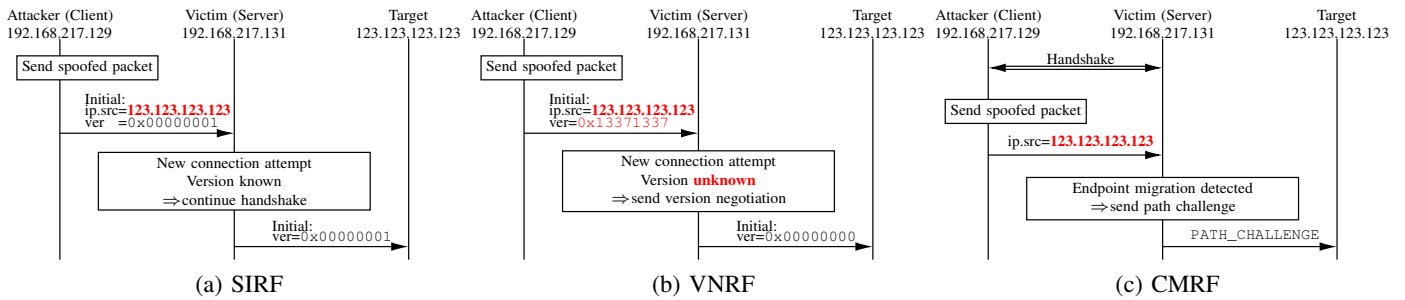 Attacker (Client) Victim (Server) Target
192.168.217.129 192.168.217.131 123.123.123.123
Send spoofed packet
Initial:
ip.src=123.123.123.123
ver =0x00000001
New connection attempt
Version known
⇒continue handshake
Initial:
ver=0x00000001
(a) SIRF
Attacker (Client) Victim (Server) Target
192.168.217.129 192.168.217.131 123.123.123.123
Send spoofed packet
Initial:
ip.src=123.123.123.123
ver=0x13371337
New connection attempt
Version unknown
⇒send version negotiation
Initial:
ver=0x00000000
(b) VNRF
Attacker (Client) Victim (Server) Target
192.168.217.129 192.168.217.131 123.123.123.123
Handshake
Send spoofed packet
ip.src=123.123.123.123
Endpoint migration detected
⇒send path challenge
PATH_CHALLENGE
(c) CMRF